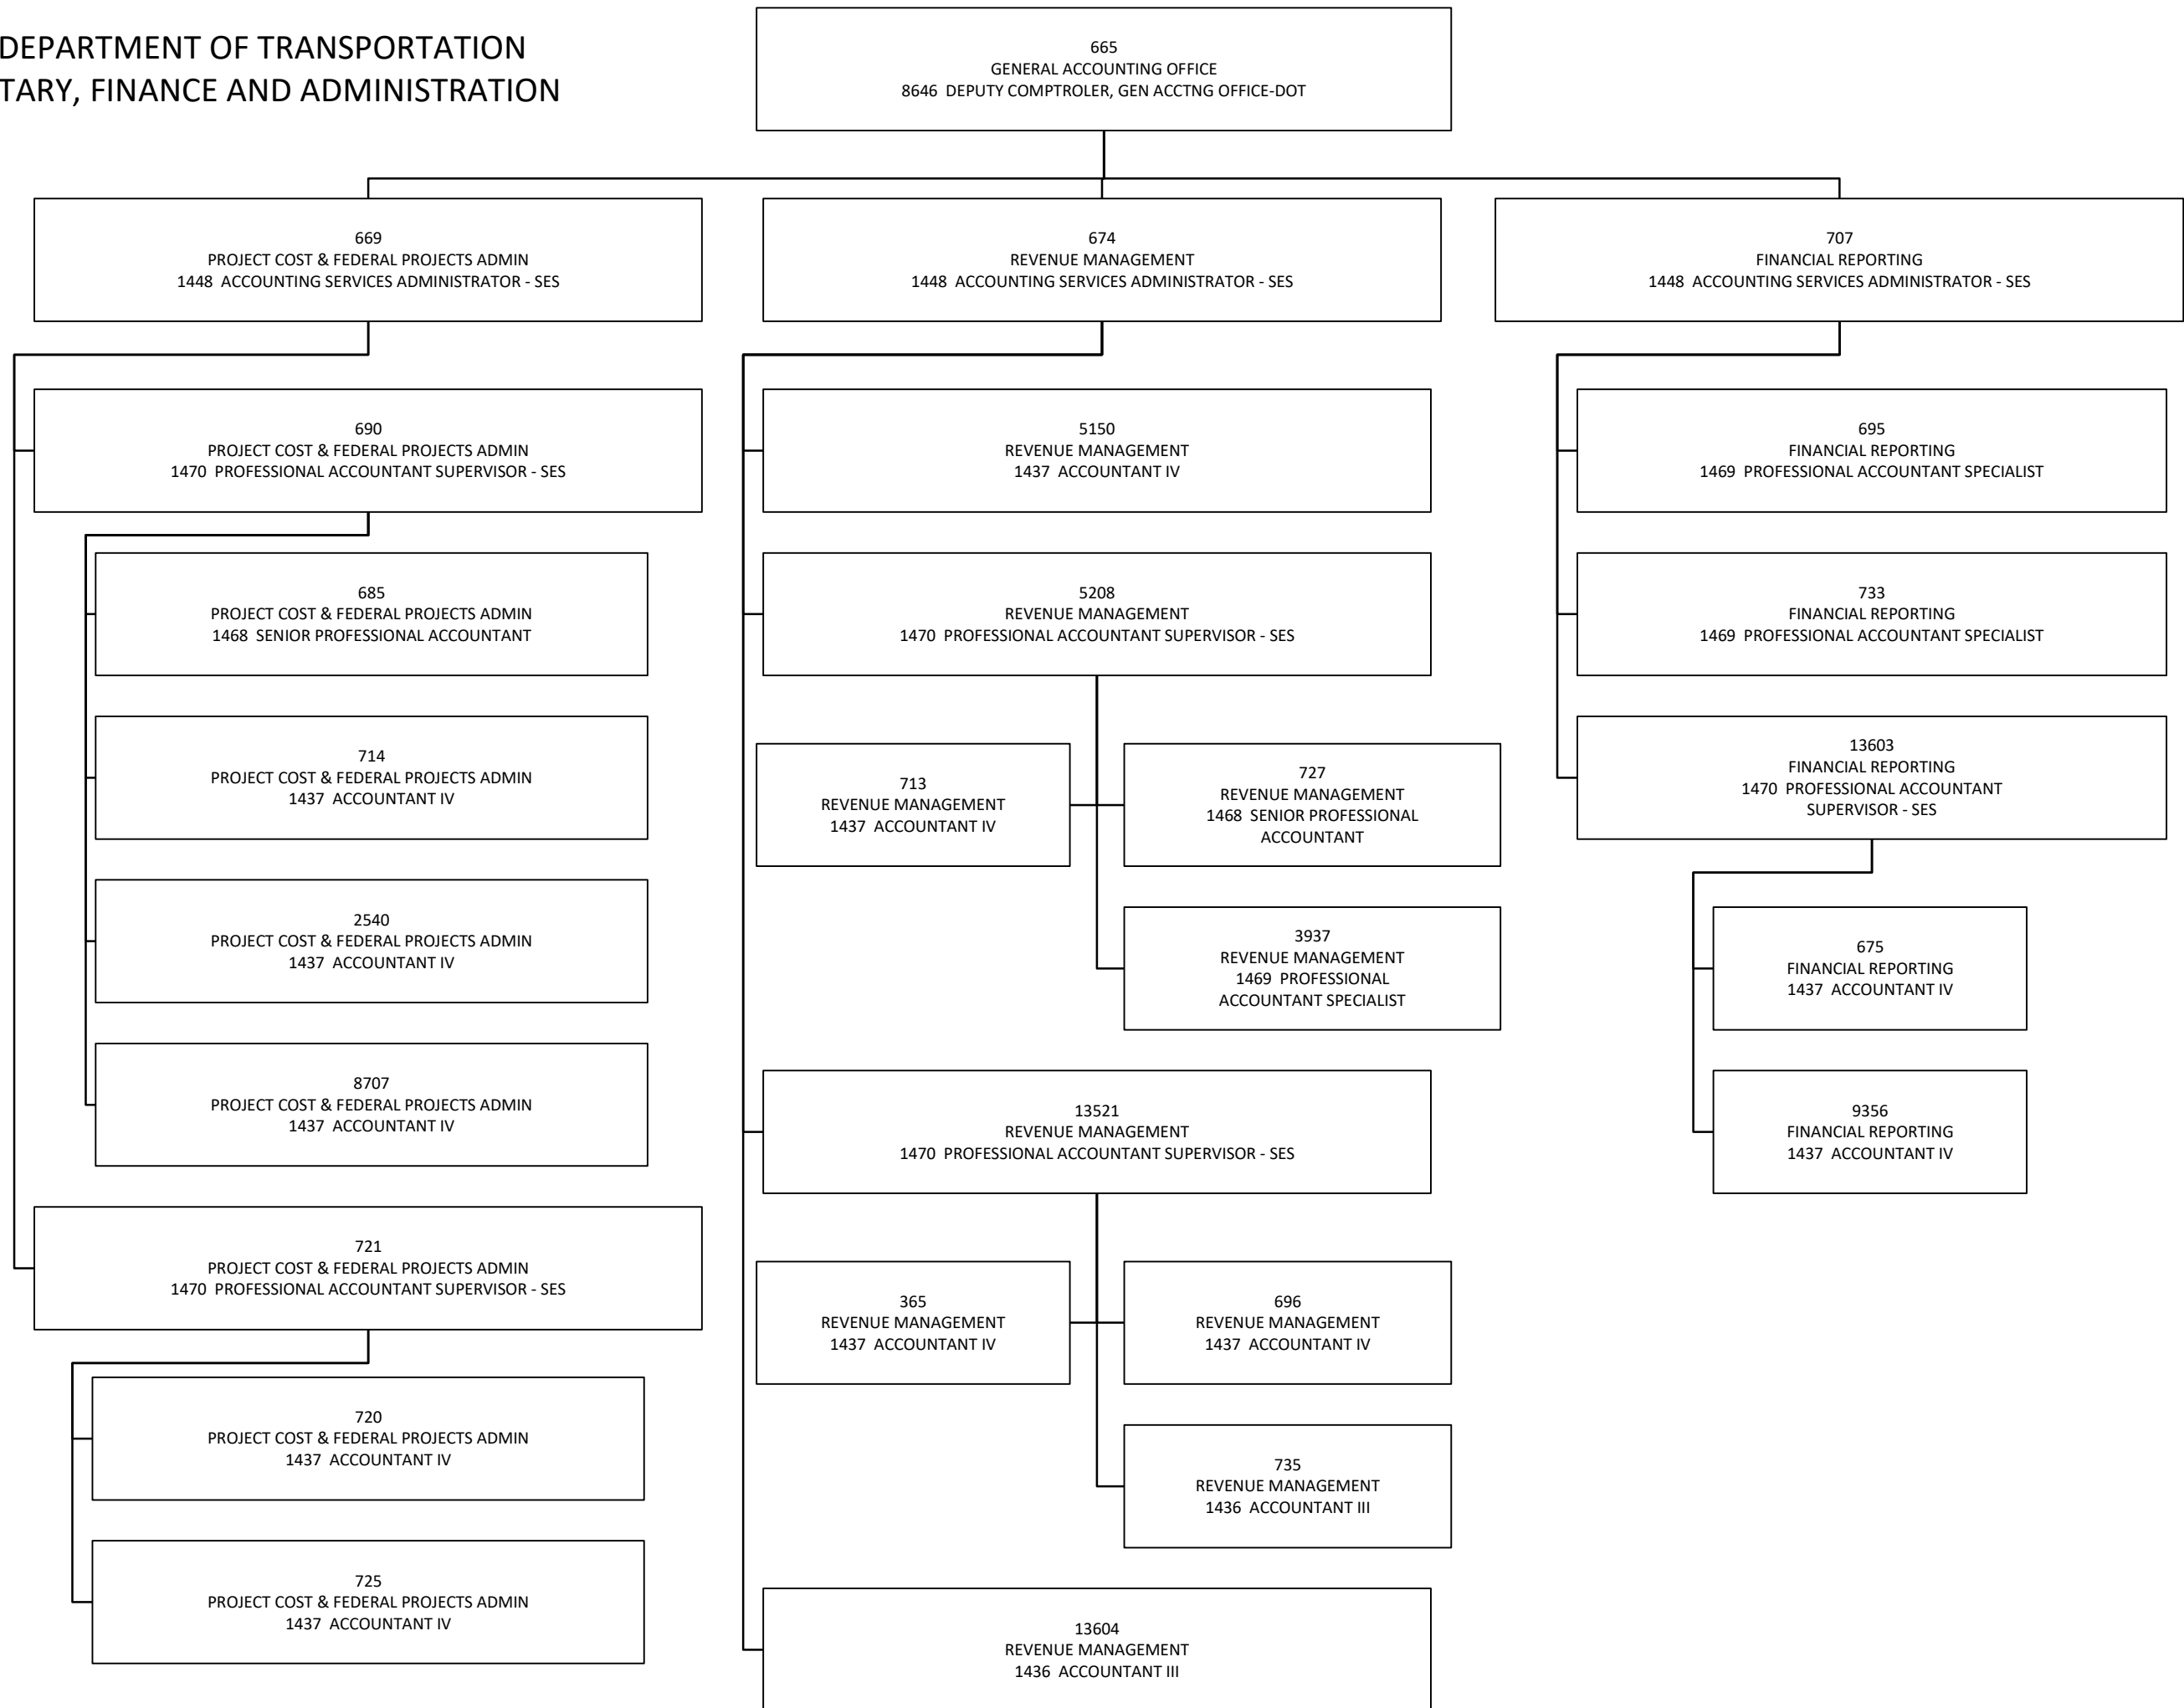 DEPARTMENT OF TRANSPORTATION
TARY, FINANCE AND ADMINISTRATION
665
GENERAL ACCOUNTING OFFICE
8646 DEPUTY COMPTROLER, GEN ACCTNG OFFICE-DOT
669
PROJECT COST & FEDERAL PROJECTS ADMIN
1448 ACCOUNTING SERVICES ADMINISTRATOR - SES
690
PROJECT COST & FEDERAL PROJECTS ADMIN
1470 PROFESSIONAL ACCOUNTANT SUPERVISOR - SES
685
PROJECT COST & FEDERAL PROJECTS ADMIN
1468 SENIOR PROFESSIONAL ACCOUNTANT
714
PROJECT COST & FEDERAL PROJECTS ADMIN
1437 ACCOUNTANT IV
2540
PROJECT COST & FEDERAL PROJECTS ADMIN
1437 ACCOUNTANT IV
8707
PROJECT COST & FEDERAL PROJECTS ADMIN
1437 ACCOUNTANT IV
721
PROJECT COST & FEDERAL PROJECTS ADMIN
1470 PROFESSIONAL ACCOUNTANT SUPERVISOR - SES
720
PROJECT COST & FEDERAL PROJECTS ADMIN
1437 ACCOUNTANT IV
725
PROJECT COST & FEDERAL PROJECTS ADMIN
1437 ACCOUNTANT IV
674
REVENUE MANAGEMENT
1448 ACCOUNTING SERVICES ADMINISTRATOR - SES
5150
REVENUE MANAGEMENT
1437 ACCOUNTANT IV
5208
REVENUE MANAGEMENT
1470 PROFESSIONAL ACCOUNTANT SUPERVISOR - SES
713
REVENUE MANAGEMENT
1437 ACCOUNTANT IV
727
REVENUE MANAGEMENT
1468 SENIOR PROFESSIONAL
ACCOUNTANT
3937
REVENUE MANAGEMENT
1469 PROFESSIONAL
ACCOUNTANT SPECIALIST
13521
REVENUE MANAGEMENT
1470 PROFESSIONAL ACCOUNTANT SUPERVISOR - SES
365
REVENUE MANAGEMENT
1437 ACCOUNTANT IV
696
REVENUE MANAGEMENT
1437 ACCOUNTANT IV
735
REVENUE MANAGEMENT
1436 ACCOUNTANT III
13604
REVENUE MANAGEMENT
1436 ACCOUNTANT III
707
FINANCIAL REPORTING
1448 ACCOUNTING SERVICES ADMINISTRATOR - SES
695
FINANCIAL REPORTING
1469 PROFESSIONAL ACCOUNTANT SPECIALIST
733
FINANCIAL REPORTING
1469 PROFESSIONAL ACCOUNTANT SPECIALIST
13603
FINANCIAL REPORTING
1470 PROFESSIONAL ACCOUNTANT
SUPERVISOR - SES
675
FINANCIAL REPORTING
1437 ACCOUNTANT IV
9356
FINANCIAL REPORTING
1437 ACCOUNTANT IV